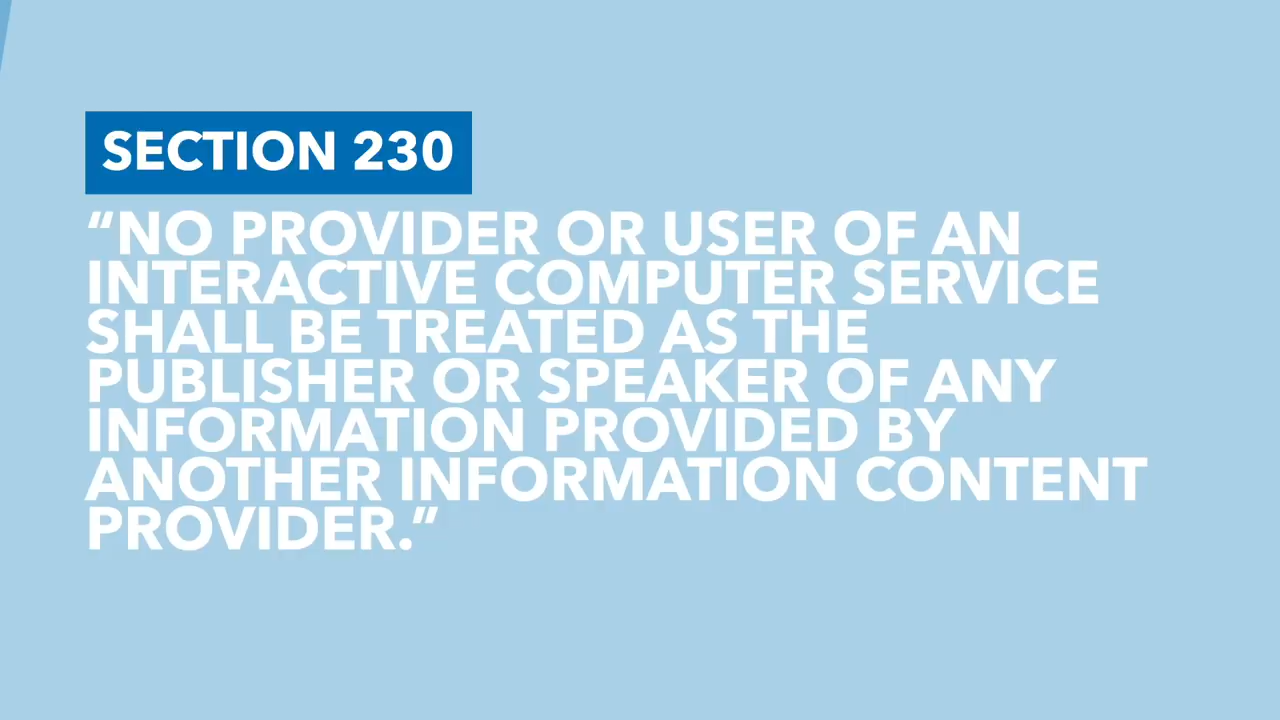 SECTION 230
“NO PROVIDER OR USER OF AN
INTERACTIVE COMPUTER SERVICE
SHALL BE TREATED AS THE
PUBLISHER OR SPEAKER OF ANY
INFORMATION PROVIDED BY
ANOTHER INFORMATION CONTENT
PROVIDER.”